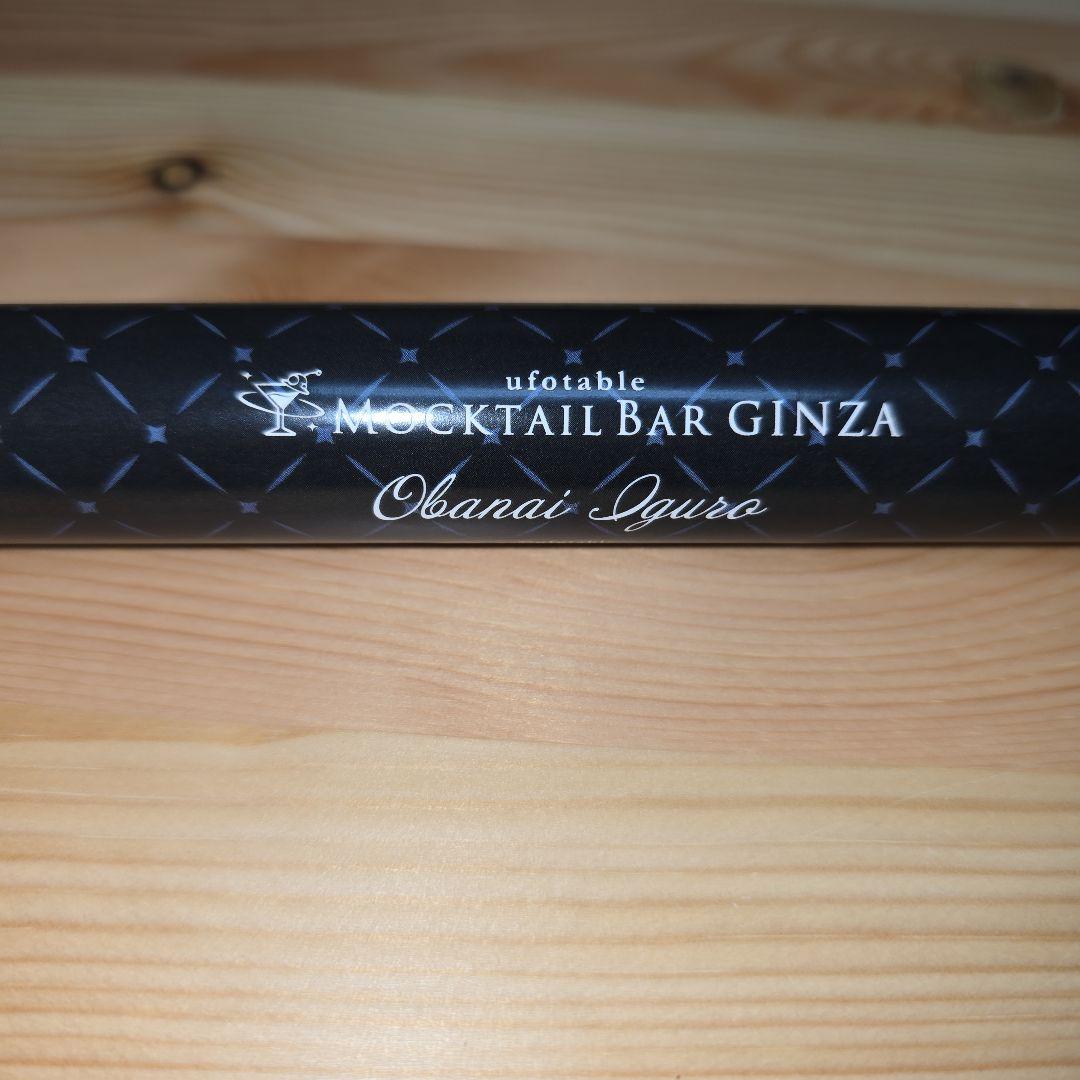 ufotable
MOCKTAIL BAR GINZA
Obanai Iguro